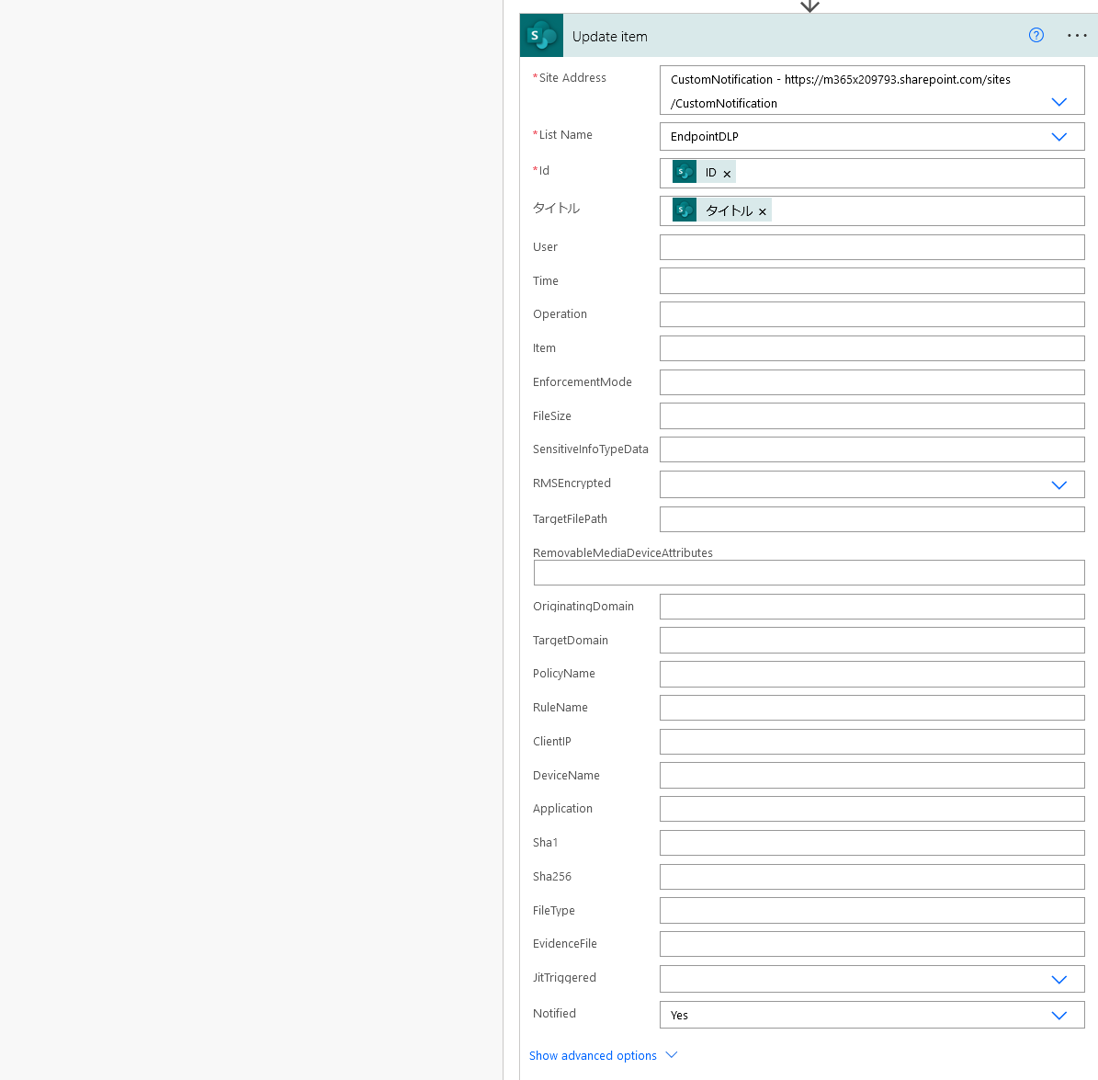 Update item
*Site Address
CustomNotification - https://m365x209793.sharepoint.com/sites
/CustomNotification
*List Name
EndpointDLP
*Id
ID ×
タイトル
タイトル ×
User
Time
Operation
Item
EnforcementMode
FileSize
SensitiveInfoTypeData
RMSEncrypted
TargetFilePath
RemovableMediaDeviceAttributes
OriginatingDomain
TargetDomain
PolicyName
RuleName
ClientIP
DeviceName
Application
Sha1
Sha256
FileType
EvidenceFile
JitTriggered
Notified
Yes
Show advanced options